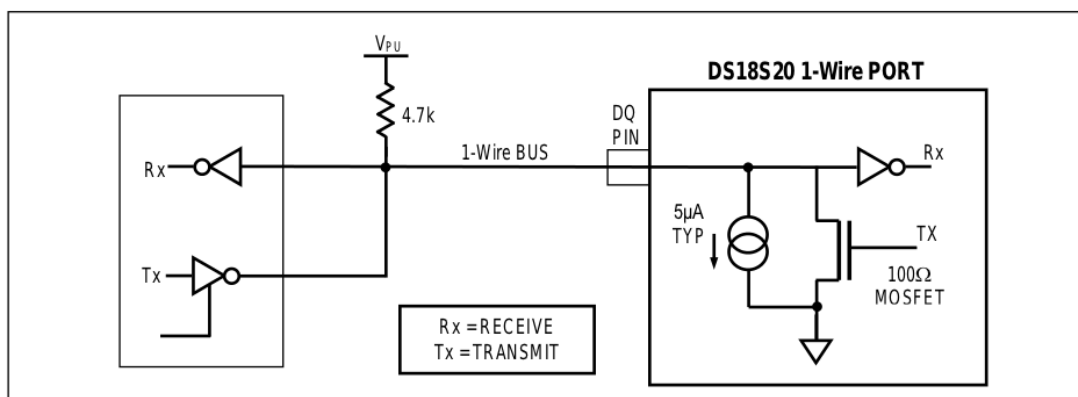 VPU
4.7k
Rx
Tx
1-Wire BUS
DQ
PIN
DS18S20 1-Wire PORT
Rx
5µA
TYP
TX
100Ω
MOSFET
Rx = RECEIVE
Tx = TRANSMIT